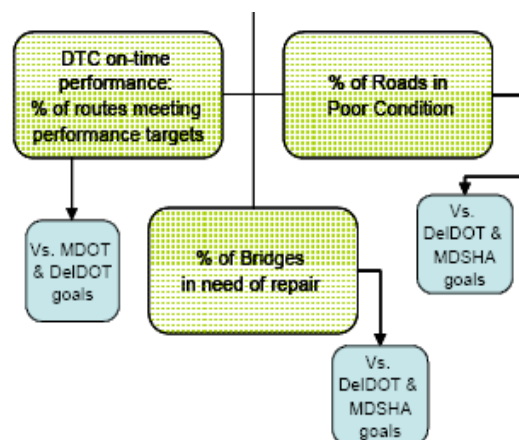 DTC on-time
performance:
% of routes meeting
performance targets
% of Roads in
Poor Condition
Vs. MDOT
& DelDOT
goals
% of Bridges
in need of repair
Vs.
DelDOT &
MDSHA
goals
Vs.
DelDOT &
MDSHA
goals